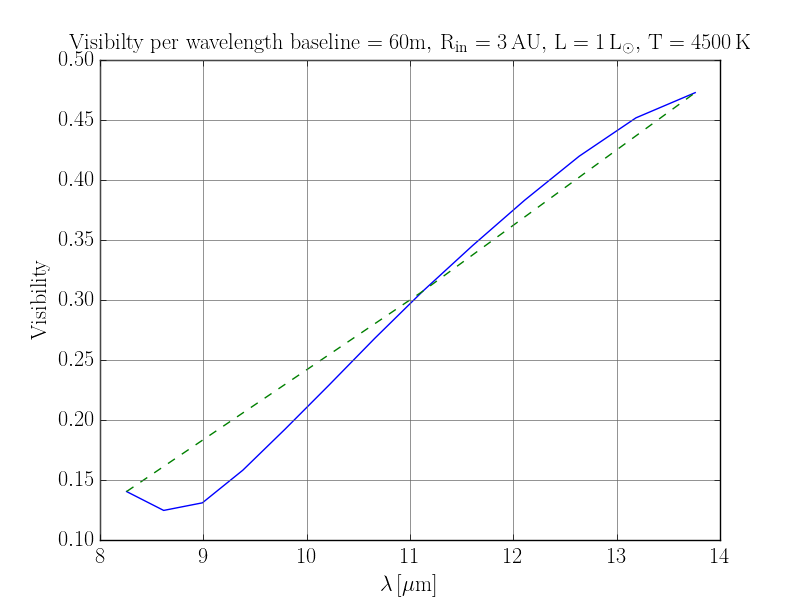 Visibilty per wavelength baseline = 60m, R_in = 3 AU, L = 1 L_⊙, T = 4500 K
0.50
0.45
0.40
0.35
0.30
0.25
0.20
0.15
0.10
Visibility
8 9 10 11 12 13 14
λ [μm]